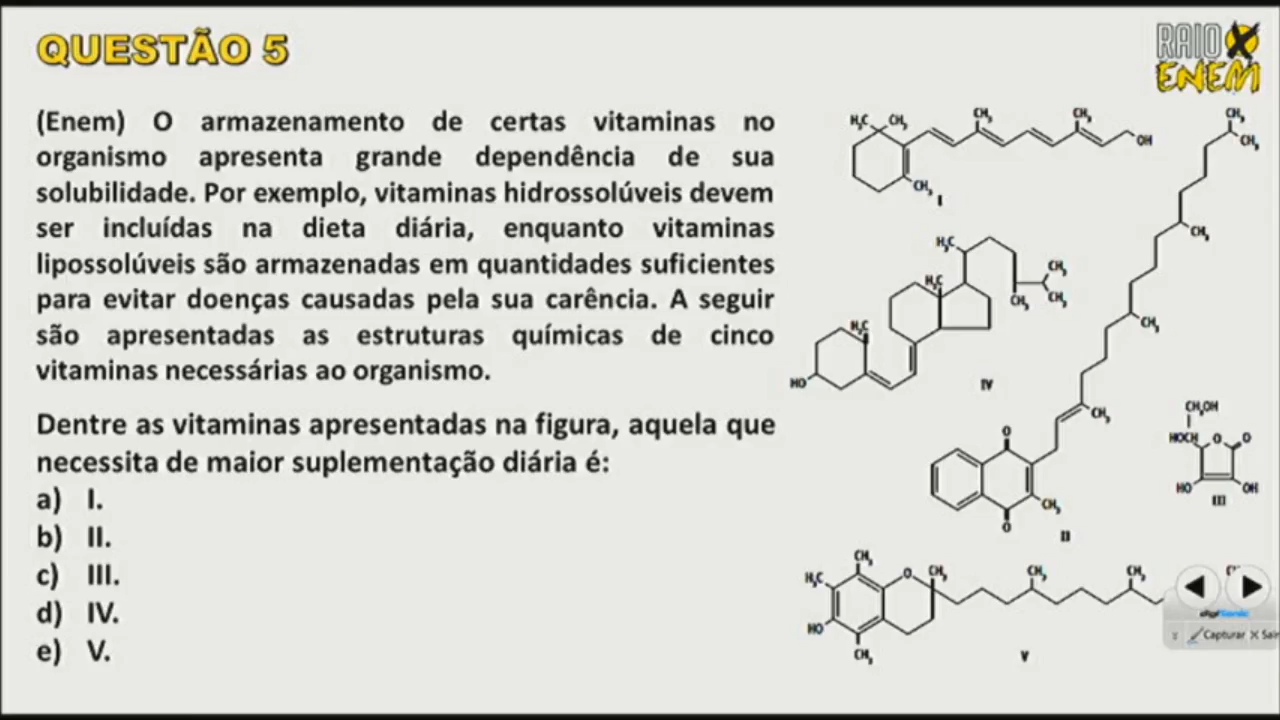 QUESTÃO 5
RAIO X
ENEM
(Enem) O armazenamento de certas vitaminas no
organismo apresenta grande dependência de sua
solubilidade. Por exemplo, vitaminas hidrossolúveis devem
ser incluídas na dieta diária, enquanto vitaminas
lipossolúveis são armazenadas em quantidades suficientes
para evitar doenças causadas pela sua carência. A seguir
são apresentadas as estruturas químicas de cinco
vitaminas necessárias ao organismo.
Dentre as vitaminas apresentadas na figura, aquela que
necessita de maior suplementação diária é:
a) I.
b) II.
c) III.
d) IV.
e) V.
H₃C CH₃ CH₃ CH₃ OH
CH₃
I
CH₃
CH₃
CH₃
CH₃
CH₃
O
CH₃
O
II
H₃C
CH₃
H₃C
CH₃ CH₃
H₃C
HO
IV
CH₂OH
HOCH O O
HO OH
III
CH₃
H₃C O CH₃ CH₃ CH₃
HO
CH₃
V
digiSonic
Capturar X Sair